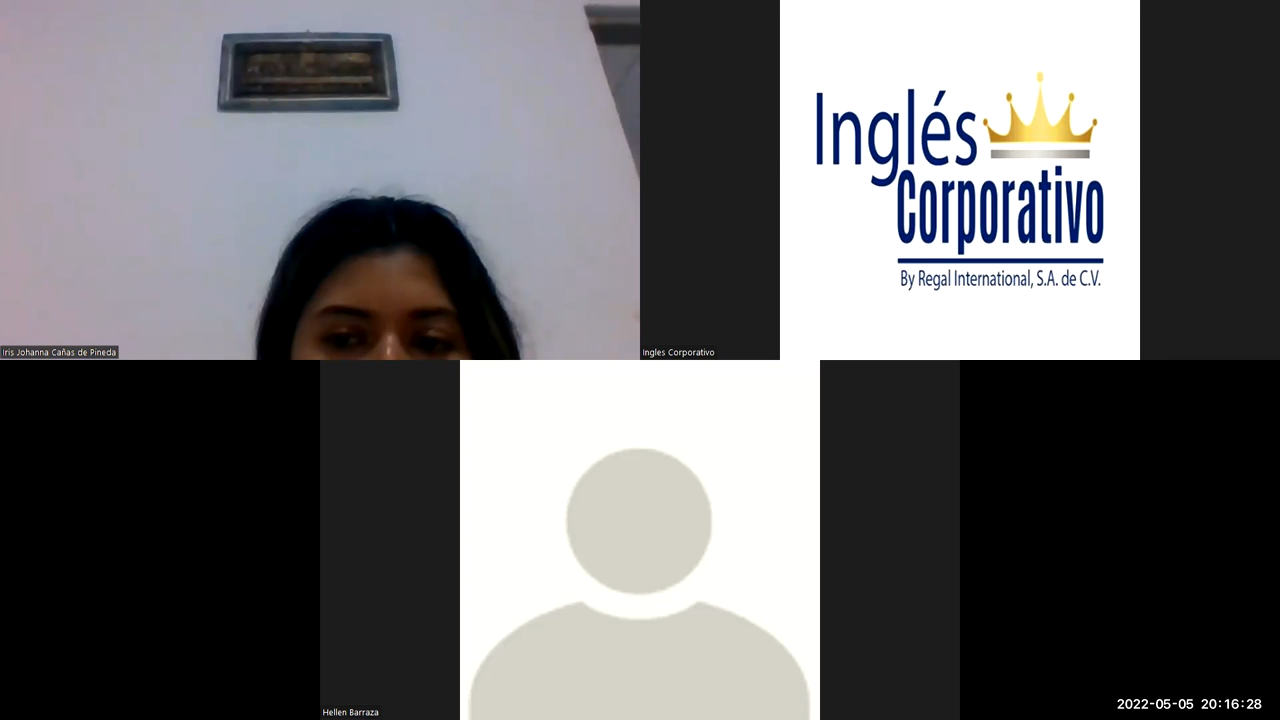 Iris Johanna Cañas de Pineda
Inglés
Corporativo
By Regal International, S.A. de C.V.
Ingles Corporativo
Hellen Barraza
2022-05-05 20:16:28